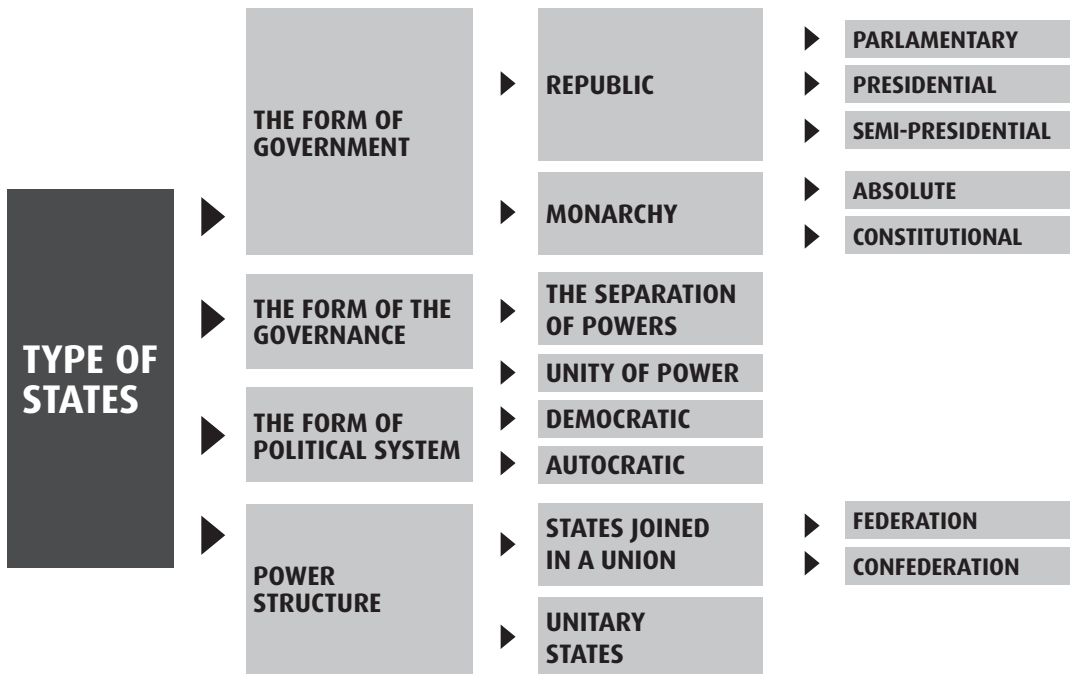 TYPE OF
STATES
THE FORM OF
GOVERNMENT
REPUBLIC
PARLAMENTARY
PRESIDENTIAL
SEMI-PRESIDENTIAL
MONARCHY
ABSOLUTE
CONSTITUTIONAL
THE FORM OF THE
GOVERNANCE
THE SEPARATION
OF POWERS
UNITY OF POWER
THE FORM OF
POLITICAL SYSTEM
DEMOCRATIC
AUTOCRATIC
POWER
STRUCTURE
STATES JOINED
IN A UNION
FEDERATION
CONFEDERATION
UNITARY
STATES